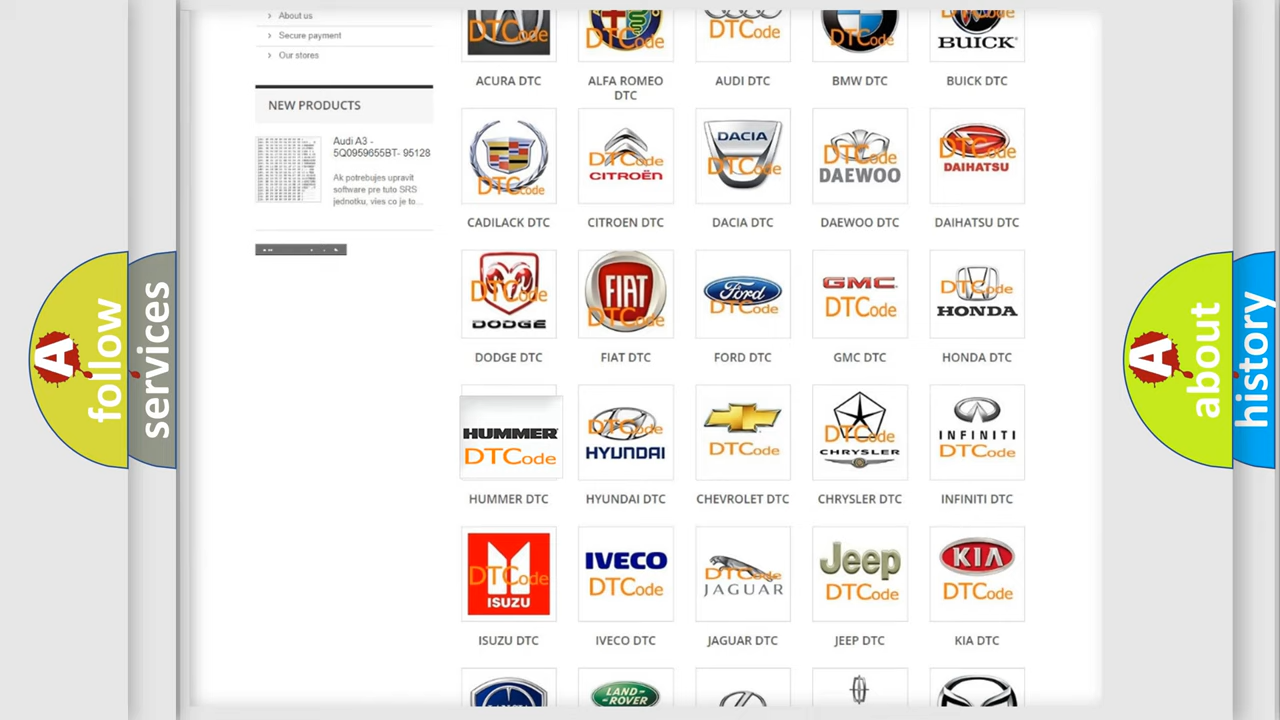 About us
Secure payment
Our stores
NEW PRODUCTS
Audi A3 -
5Q0959655BT- 95128
Ak potrebujes upravit
software pre tuto SRS
jednotku, vies co je to...
DTCode DTCode DTCode DTCode BUICK
ACURA DTC ALFA ROMEO DTC AUDI DTC BMW DTC BUICK DTC
DTCode DTCode CITROËN DACIA DTCode DTCode DAEWOO DTCode DAIHATSU
CADILACK DTC CITROEN DTC DACIA DTC DAEWOO DTC DAIHATSU DTC
DTCode DODGE FIAT DTCode Ford DTCode GMC DTCode DTCode HONDA
DODGE DTC FIAT DTC FORD DTC GMC DTC HONDA DTC
HUMMER DTCode DTCode HYUNDAI DTCode DTCode CHRYSLER INFINITI DTCode
HUMMER DTC HYUNDAI DTC CHEVROLET DTC CHRYSLER DTC INFINITI DTC
DTCode ISUZU IVECO DTCode DTCode JAGUAR Jeep DTCode KIA DTCode
ISUZU DTC IVECO DTC JAGUAR DTC JEEP DTC KIA DTC
LAND-ROVER
A follow
services
A about
history